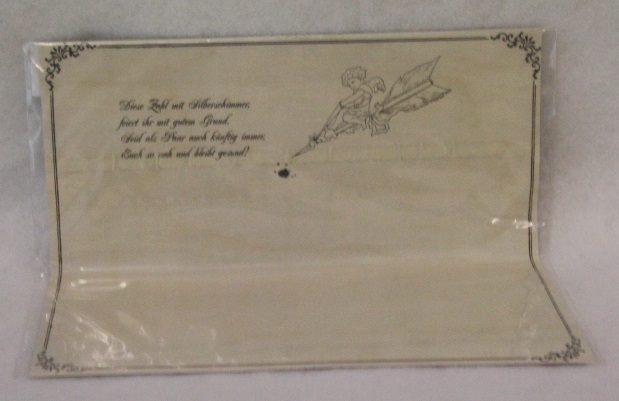 Diese Zahl mit Silberschimmer,
feiert ihr mit gutem Grund.
Seid als Paar auch künftig immer,
Euch so nah und bleibt gesund!